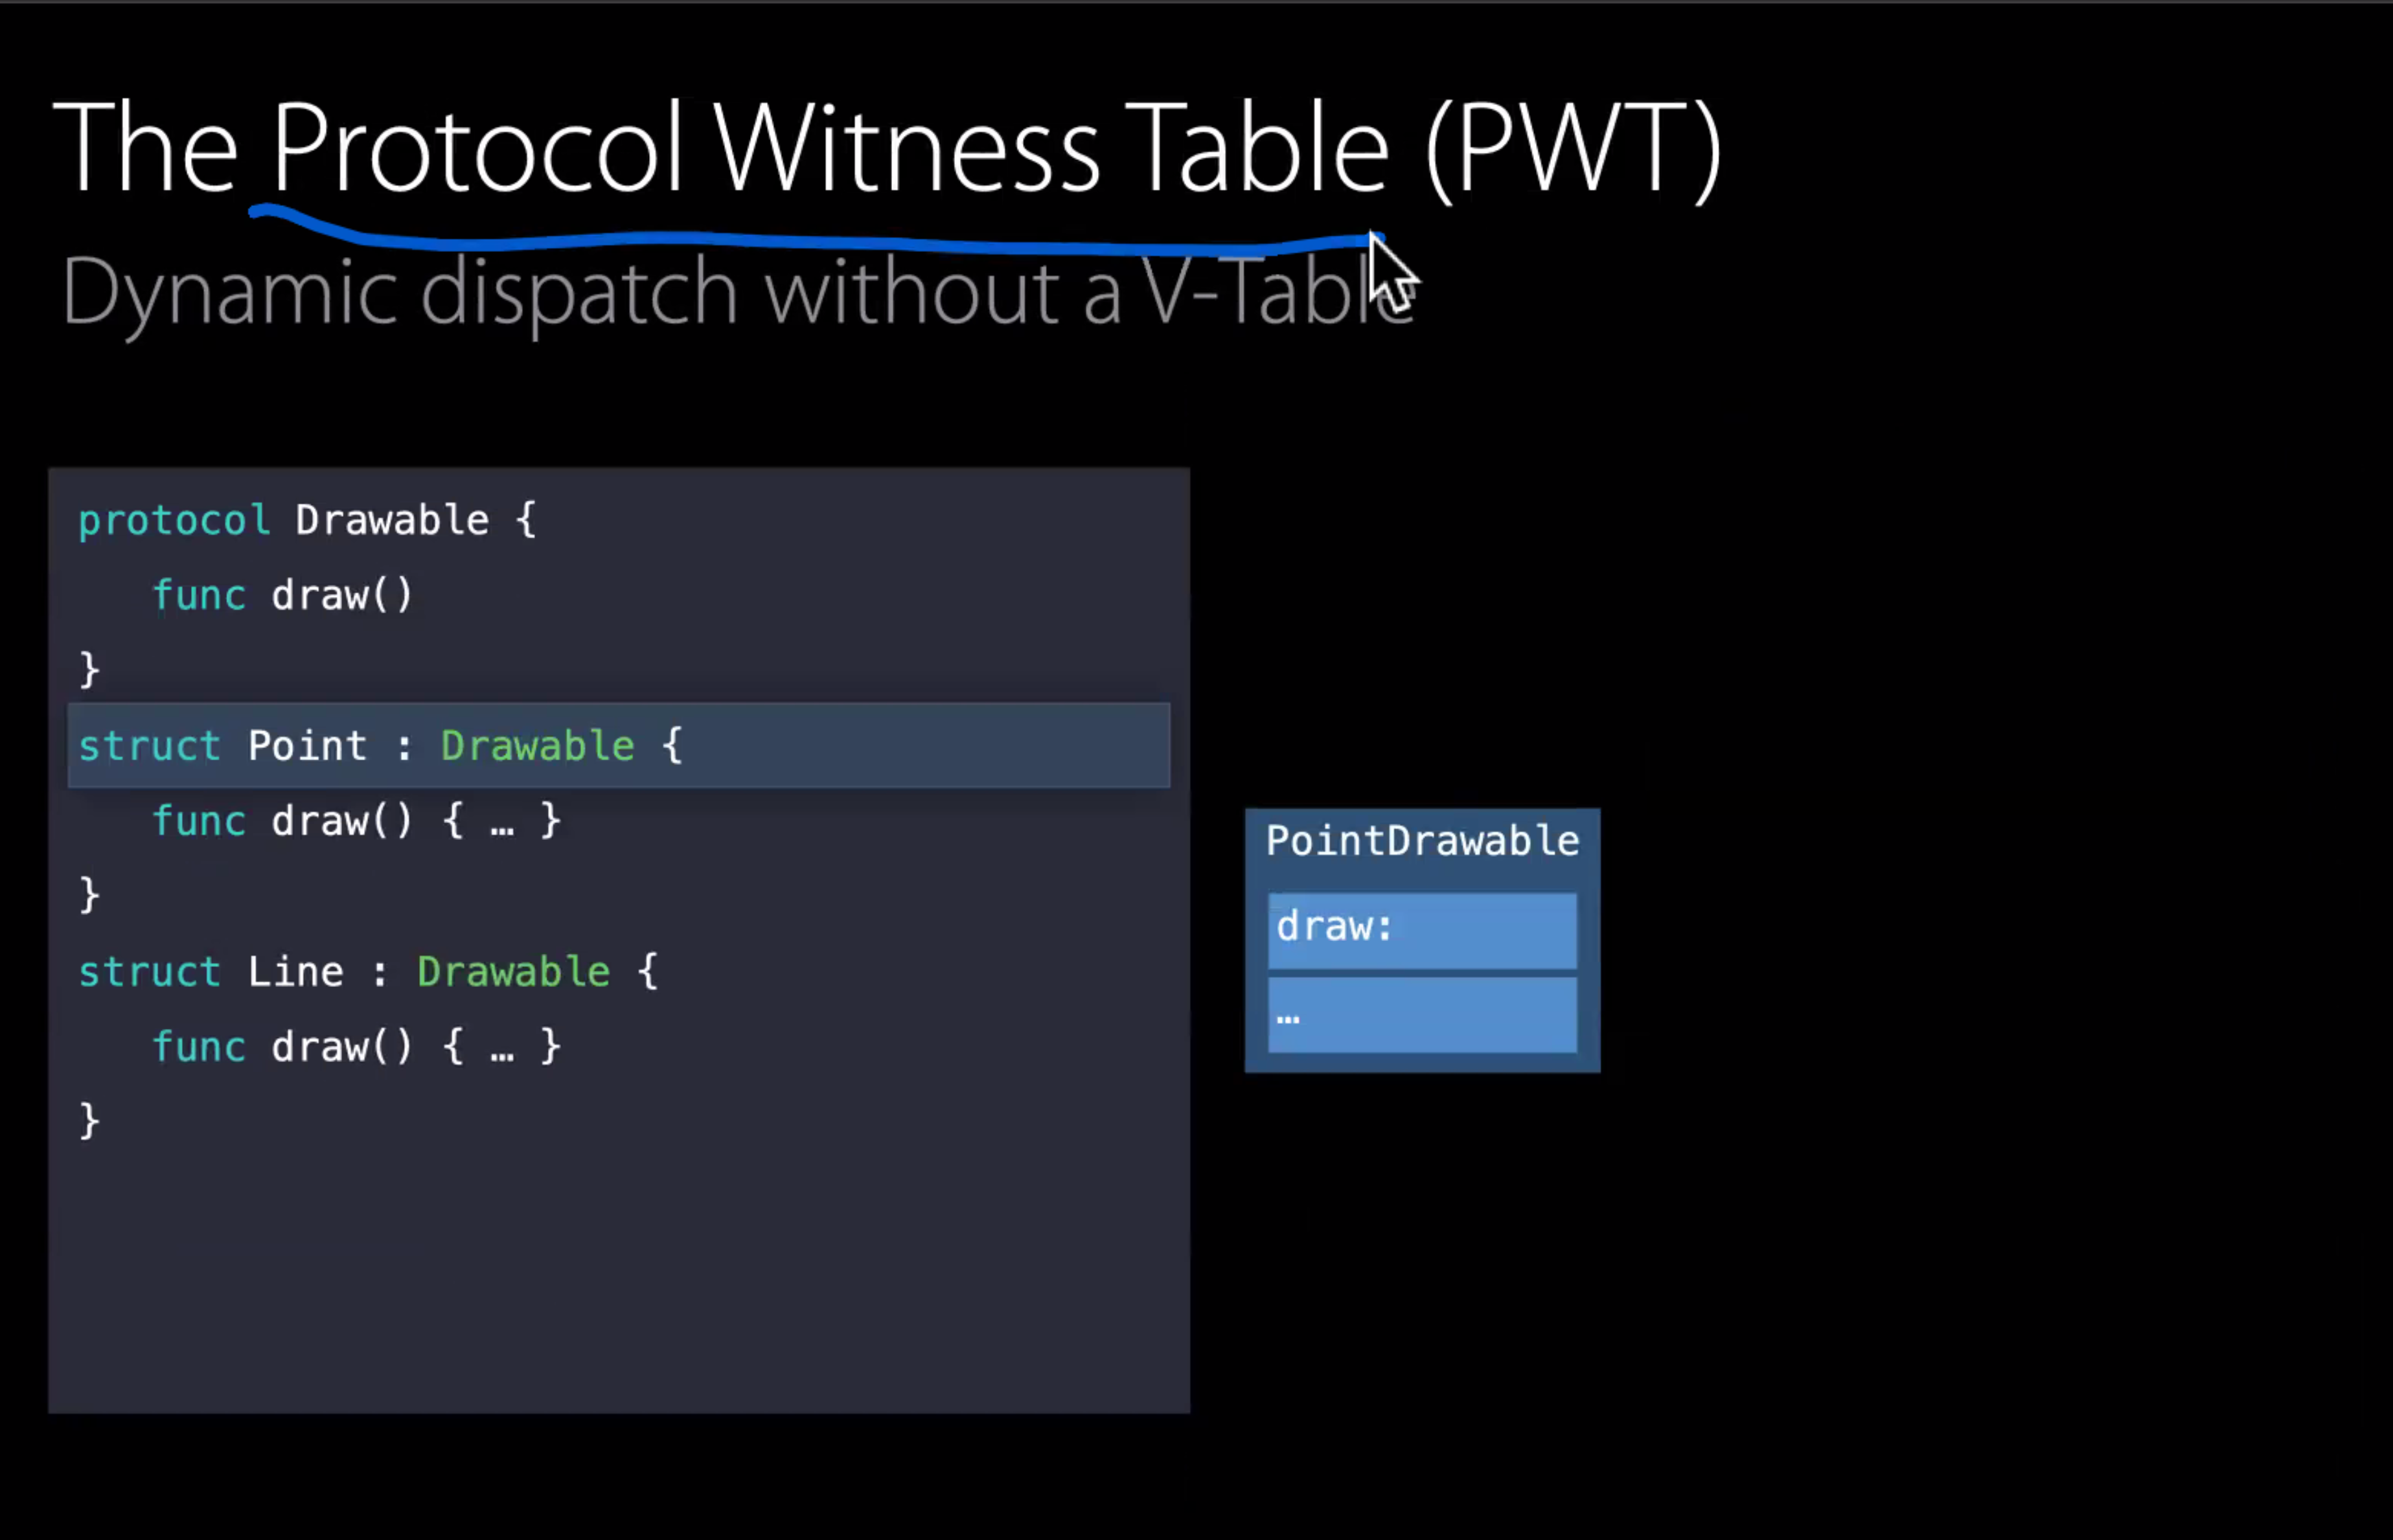 The Protocol Witness Table (PWT)
Dynamic dispatch without a V-Table
protocol Drawable {
func draw()
}
struct Point : Drawable {
func draw() { … }
}
struct Line : Drawable {
func draw() { … }
}
PointDrawable
draw:
…